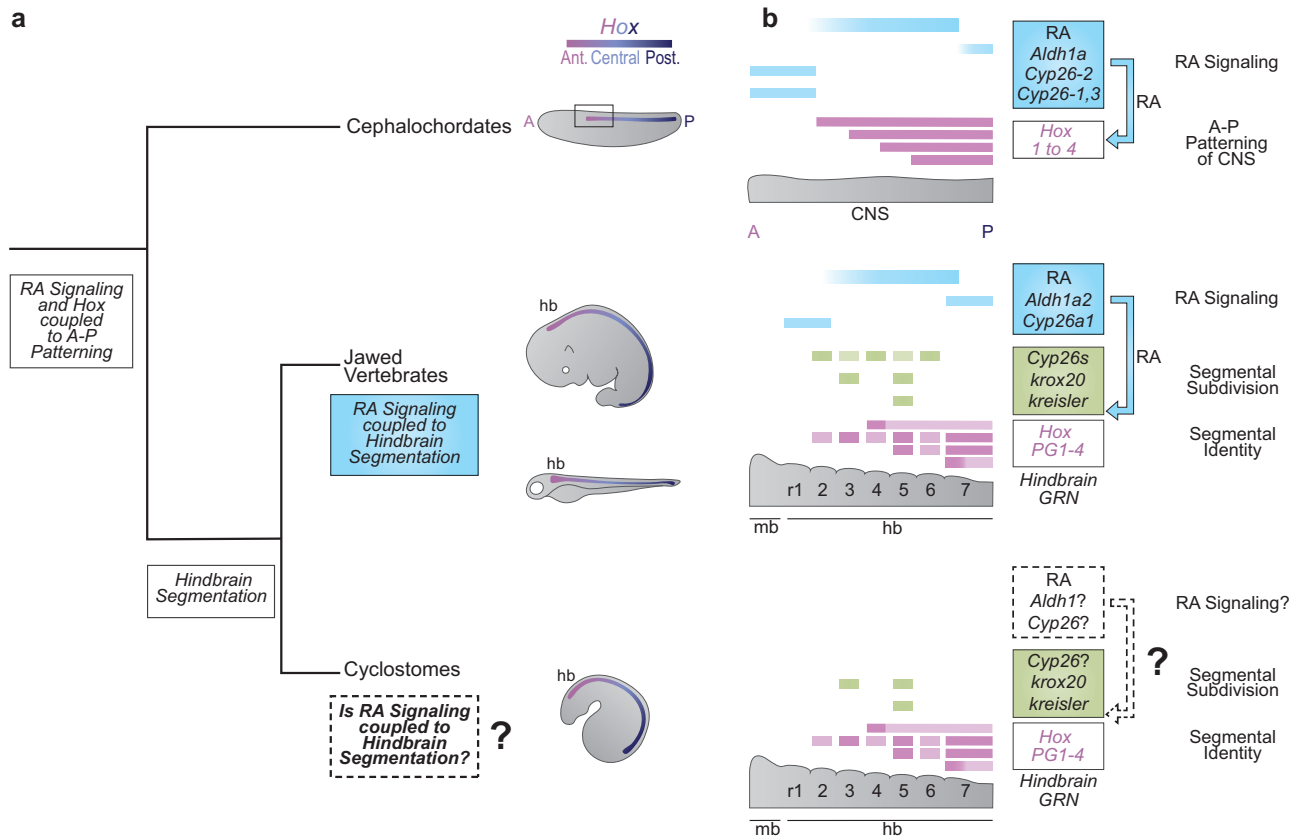 a
Hox
Ant. Central Post.
Cephalochordates
A
P
RA Signaling
and Hox
coupled
to A-P
Patterning
hb
Jawed
Vertebrates
RA Signaling
coupled to
Hindbrain
Segmentation
hb
Hindbrain
Segmentation
Cyclostomes
hb
Is RA Signaling
coupled to
Hindbrain
Segmentation?
?
b
RA
Aldh1a
Cyp26-2
Cyp26-1,3
RA
RA Signaling
Hox
1 to 4
A-P
Patterning
of CNS
CNS
A
P
RA
Aldh1a2
Cyp26a1
RA Signaling
RA
Cyp26s
krox20
kreisler
Segmental
Subdivision
Hox
PG1-4
Segmental
Identity
r1 2 3 4 5 6 7
Hindbrain
GRN
mb
hb
RA
Aldh1?
Cyp26?
RA Signaling?
?
Cyp26?
krox20
kreisler
Segmental
Subdivision
Hox
PG1-4
Segmental
Identity
r1 2 3 4 5 6 7
Hindbrain
GRN
mb
hb